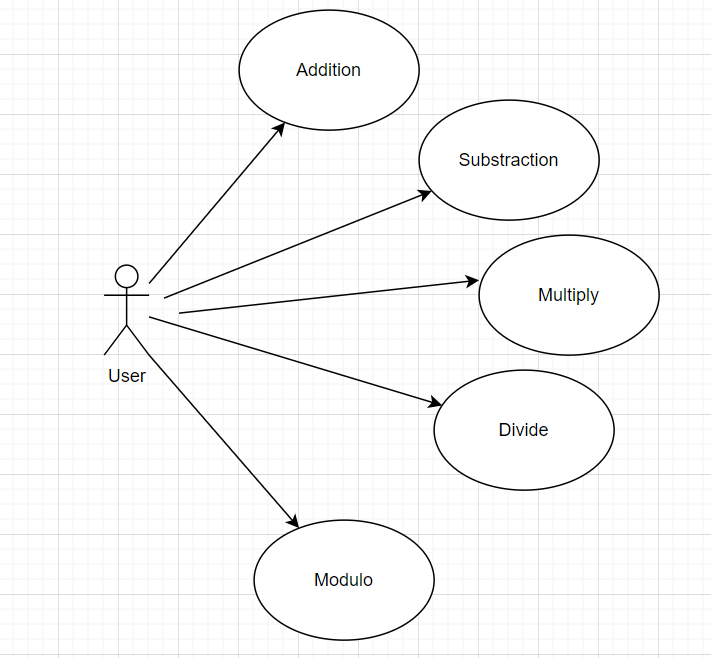 Addition
Substraction
Multiply
User
Divide
Modulo